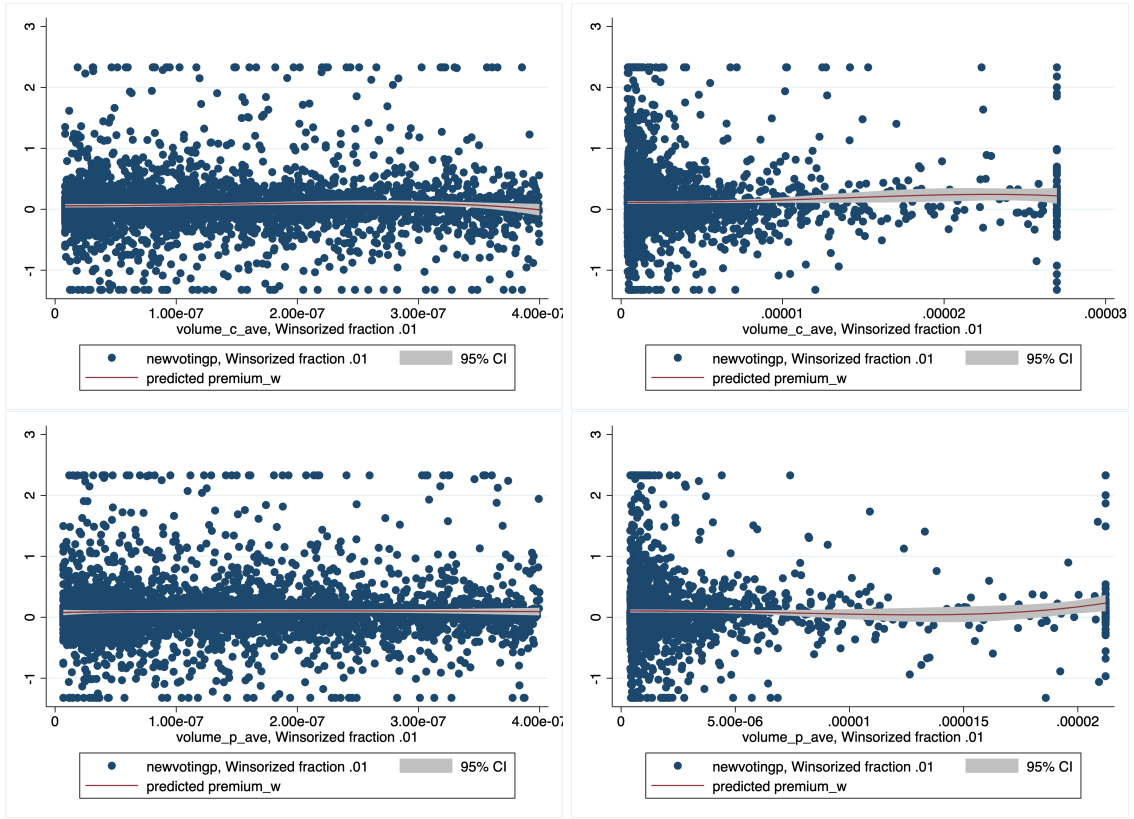 3
2
1
0
-1
0
1.00e-07
2.00e-07
3.00e-07
4.00e-07
volume_c_ave, Winsorized fraction .01
newvotingp, Winsorized fraction .01
95% CI
predicted premium_w
3
2
1
0
-1
0
.00001
.00002
.00003
volume_c_ave, Winsorized fraction .01
newvotingp, Winsorized fraction .01
95% CI
predicted premium_w
3
2
1
0
-1
0
1.00e-07
2.00e-07
3.00e-07
4.00e-07
volume_p_ave, Winsorized fraction .01
newvotingp, Winsorized fraction .01
95% CI
predicted premium_w
3
2
1
0
-1
0
5.00e-06
.00001
.000015
.00002
volume_p_ave, Winsorized fraction .01
newvotingp, Winsorized fraction .01
95% CI
predicted premium_w